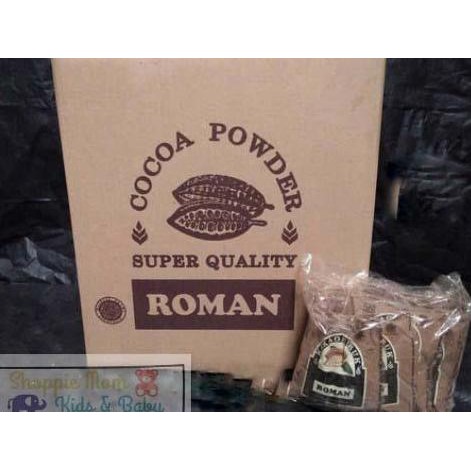 COCOA POWDER
SUPER QUALITY
ROMAN
ROMAN
Shoppie Mom
Kids & Baby